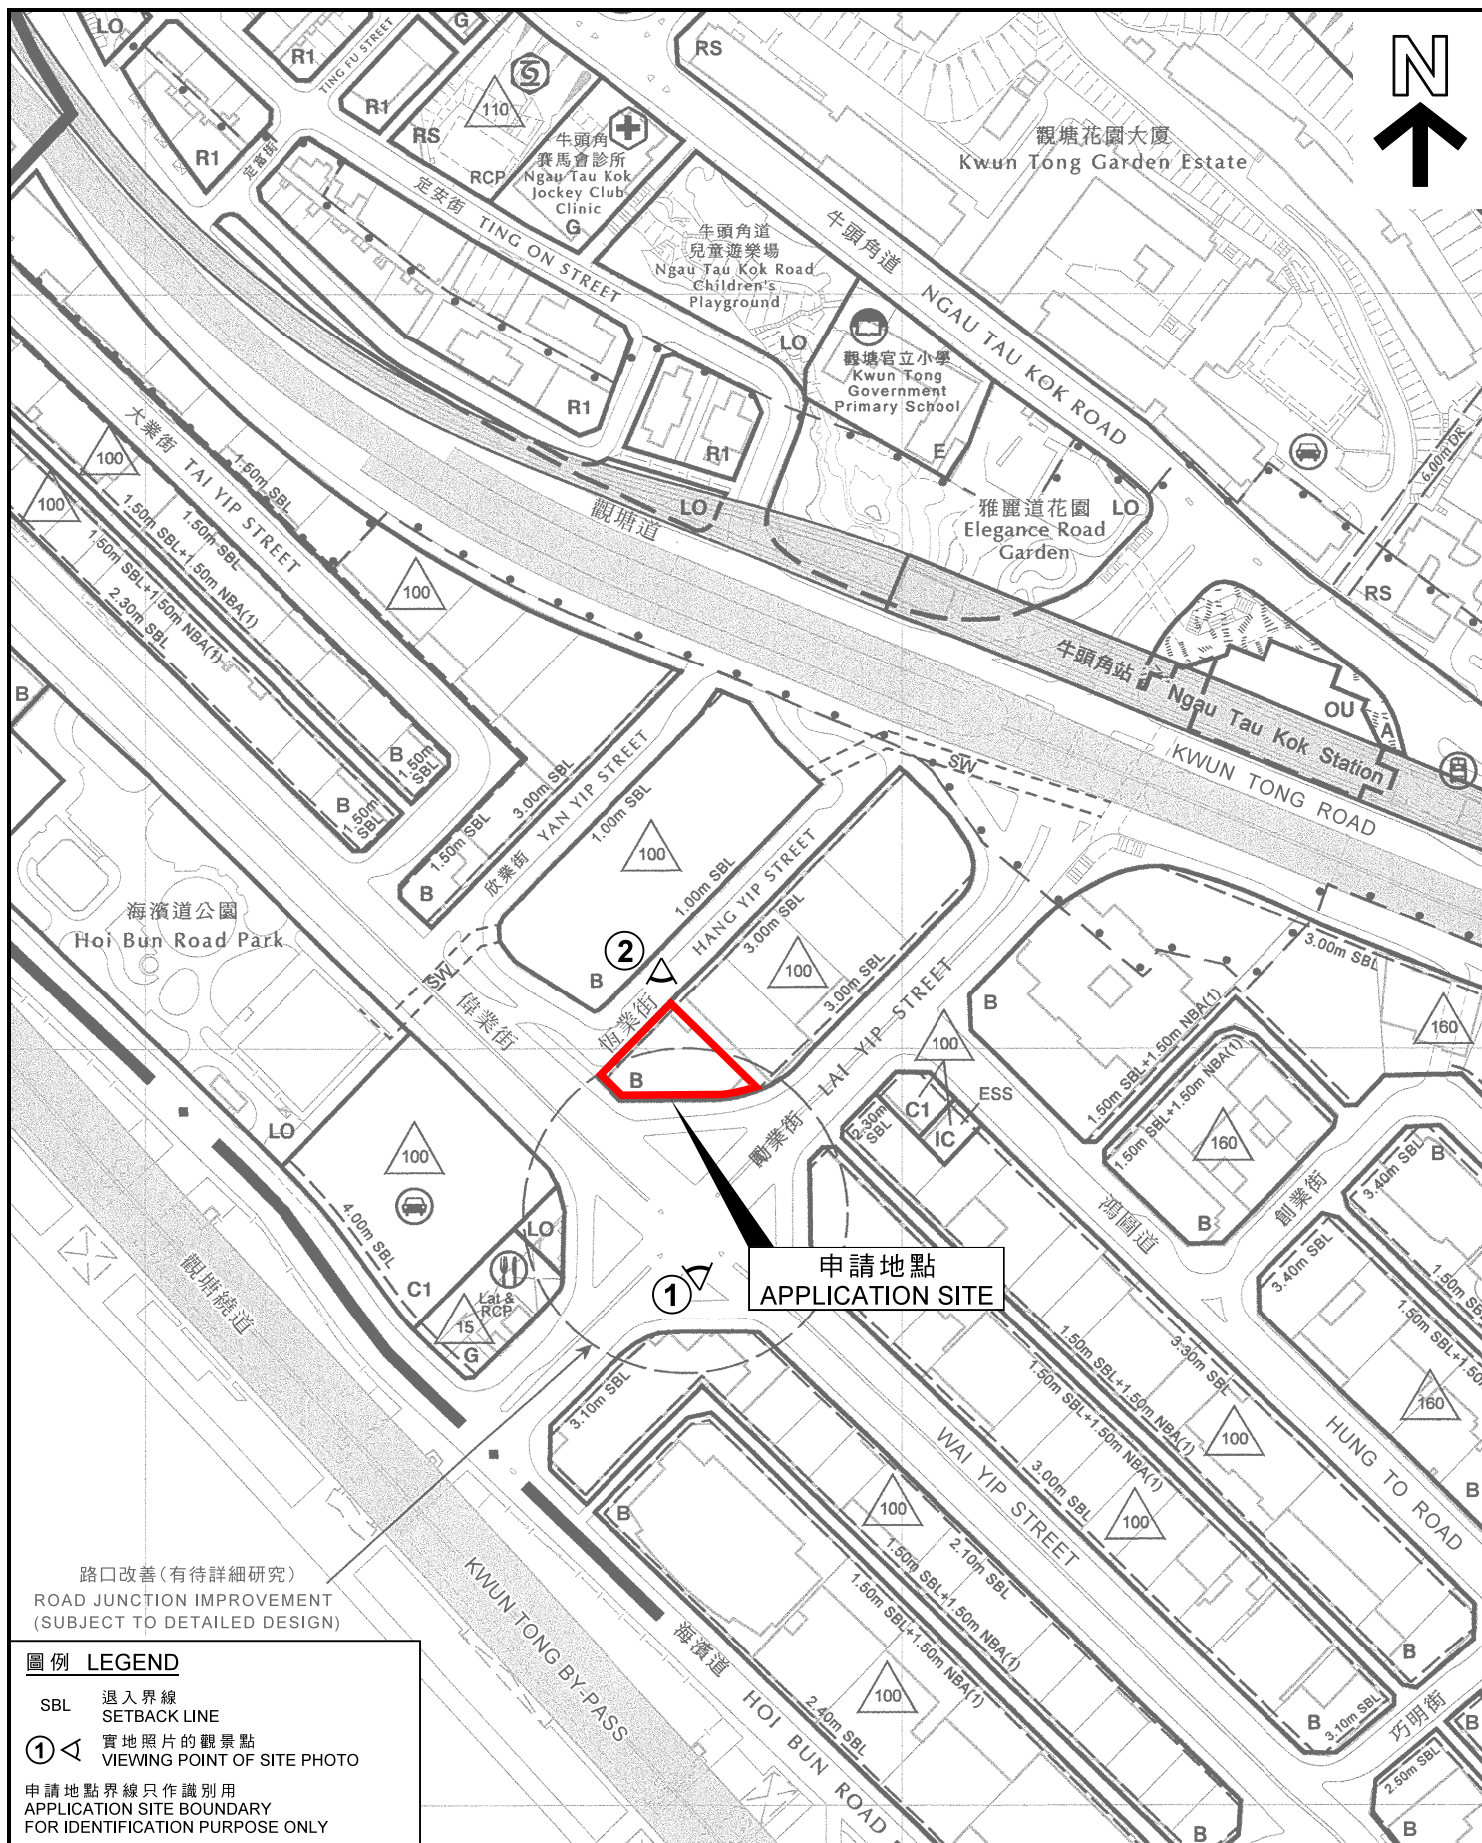 LO
G
R1
TING FU STREET
R1
RS
110
RS
N
R1
定富街
RCP
牛頭角
賽馬會診所
Ngau Tau Kok
Jockey Club
Clinic
G
觀塘花園大廈
Kwun Tong Garden Estate
定安街 TING ON STREET
牛頭角道
兒童遊樂場
Ngau Tau Kok Road
Children's
Playground
LO
牛頭角道 NGAU TAU KOK ROAD
觀塘官立小學
Kwun Tong
Government
Primary School
E
R1
R1
LO
觀塘道
雅麗道花園
Elegance Road
Garden
LO
6.00m DR
RS
大業街 TAI YIP STREET
100
100
1.50m SBL
1.50m SBL
1.50m SBL+1.50m NBA(1)
1.50m SBL+1.50m NBA(1)
2.30m SBL
100
牛頭角站
Ngau Tau Kok Station
OU
A
KWUN TONG ROAD
B
B
1.50m
SBL
B
1.50m
SBL
3.00m SBL
1.50m SBL
B
欣業街 YAN YIP STREET
1.00m SBL
100
1.00m SBL
B
SW
恆業街 HANG YIP STREET
3.00m SBL
100
3.00m SBL
海濱道公園
Hoi Bun Road Park
SW
偉業街
2
B
勵業街 LAI YIP STREET
100
ESS
C1
IC
2.30m
SBL
B
3.00m SBL
160
1.50m SBL+1.50m NBA(1)
1.50m SBL+1.50m NBA(1)
160
B
鴻圖道
創業街
3.40m SBL
B
3.40m SBL
1.50m SBL
1.50m SBL+1.50
160
LO
100
4.00m SBL
C1
LO
Lat &
RCP
15
G
觀塘繞道
1
申請地點
APPLICATION SITE
3.10m SBL
B
1.50m SBL+1.50m NBA(1)
1.50m SBL+1.50m NBA(1)
3.30m SBL
100
HUNG TO ROAD
B
WAI YIP STREET
3.00m SBL
100
100
2.10m SBL
1.50m SBL+1.50m NBA(1)
1.50m SBL+1.50m NBA(1)
100
2.40m SBL
海濱道 HOI BUN ROAD
KWUN TONG BY-PASS
B
B
3.10m SBL
巧明街
B
2.50m SBL
B
B
路口改善(有待詳細研究)
ROAD JUNCTION IMPROVEMENT
(SUBJECT TO DETAILED DESIGN)
圖例 LEGEND
SBL 退入界線
SETBACK LINE
1 實地照片的觀景點
VIEWING POINT OF SITE PHOTO
申請地點界線只作識別用
APPLICATION SITE BOUNDARY
FOR IDENTIFICATION PURPOSE ONLY